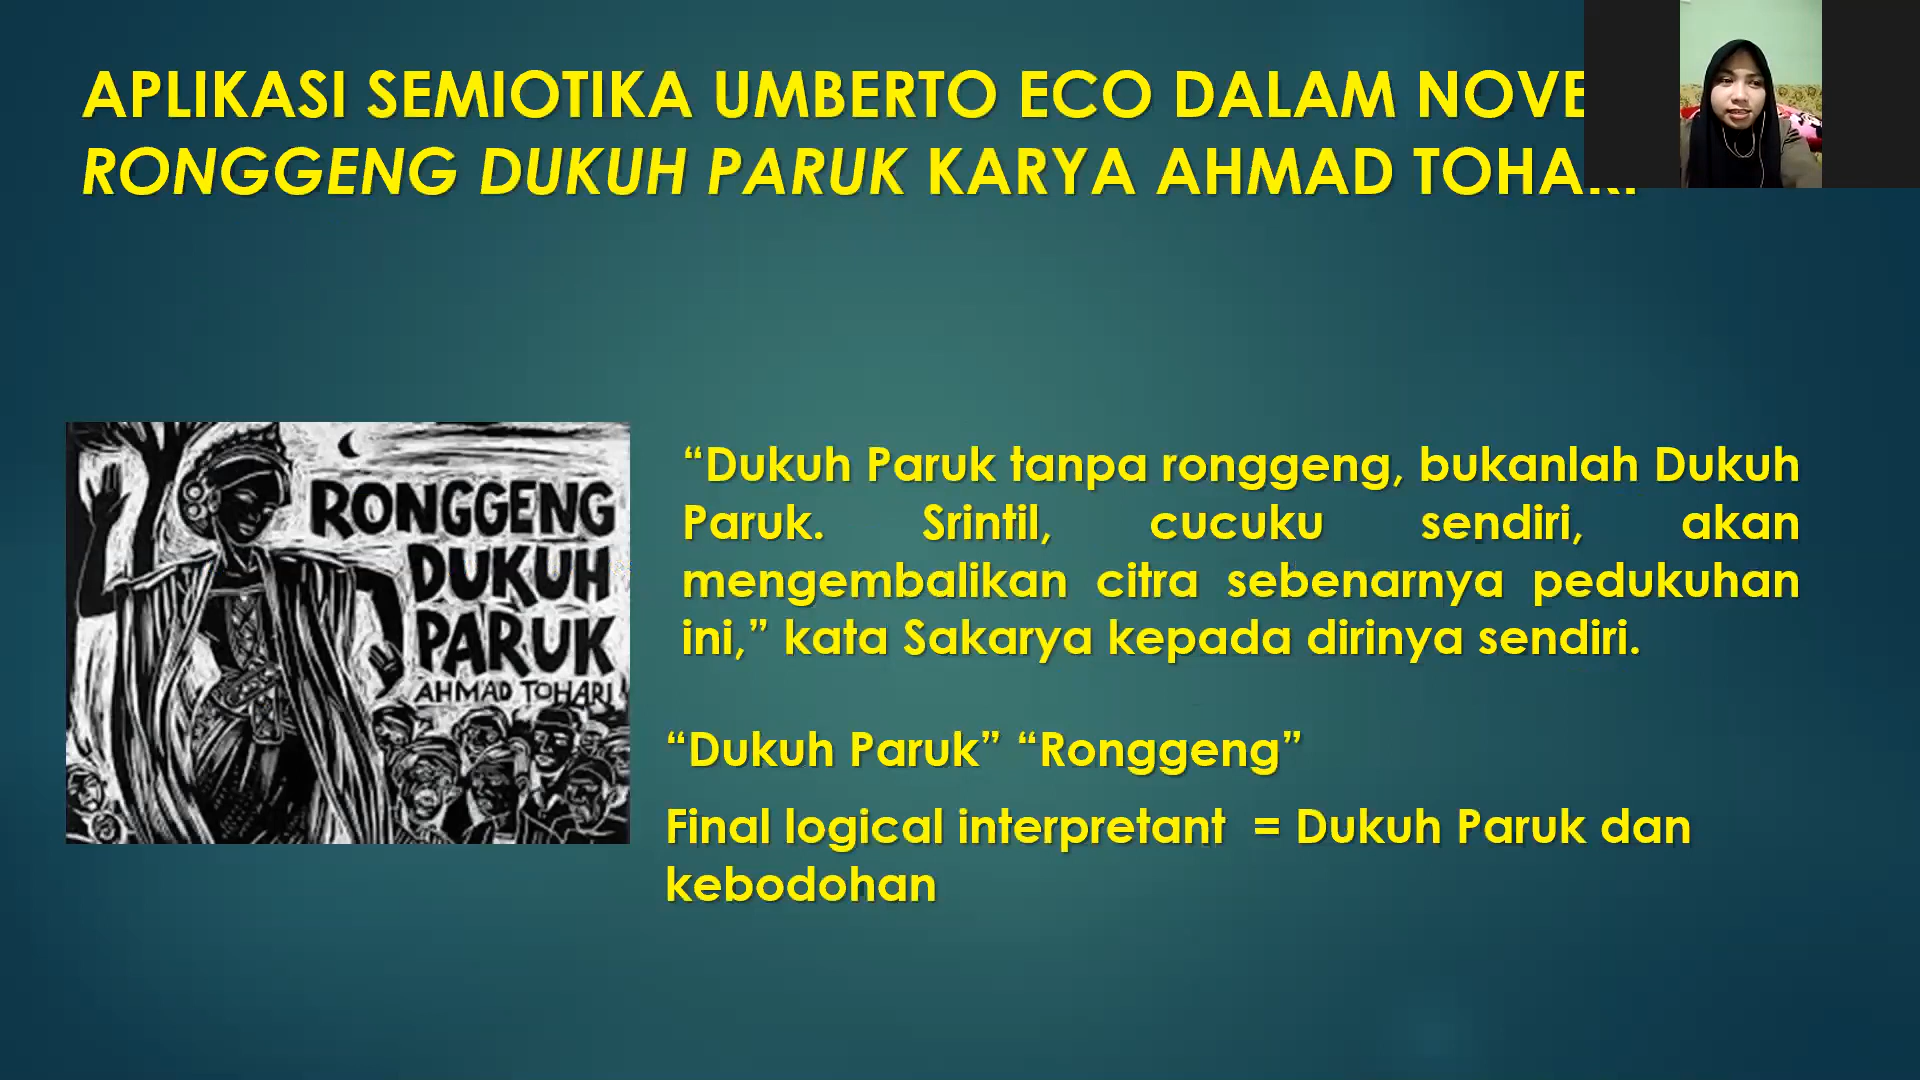 APLIKASI SEMIOTIKA UMBERTO ECO DALAM NOVE
RONGGENG DUKUH PARUK KARYA AHMAD TOHARI
RONGGENG
DUKUH
PARUK
AHMAD TOHARI
“Dukuh Paruk tanpa ronggeng, bukanlah Dukuh
Paruk. Srintil, cucuku sendiri, akan
mengembalikan citra sebenarnya pedukuhan
ini,” kata Sakarya kepada dirinya sendiri.
“Dukuh Paruk” “Ronggeng”
Final logical interpretant = Dukuh Paruk dan
kebodohan